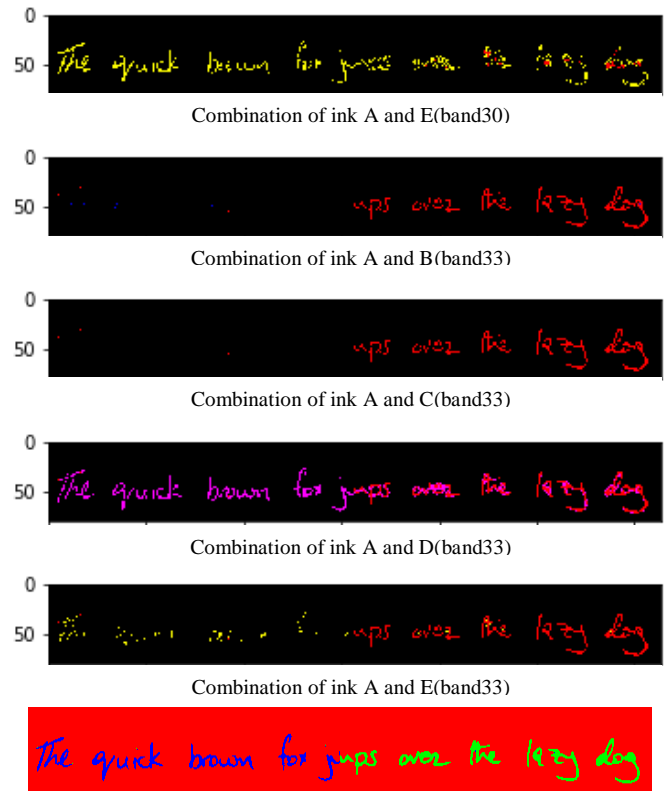 0
50
The quick brown fox jumps over the lazy dog
Combination of ink A and E(band30)
0
50
ups over the lazy dog
Combination of ink A and B(band33)
0
50
ups over the lazy dog
Combination of ink A and C(band33)
0
50
The quick brown fox jumps over the lazy dog
Combination of ink A and D(band33)
0
50
ups over the lazy dog
Combination of ink A and E(band33)
The quick brown fox jumps over the lazy dog